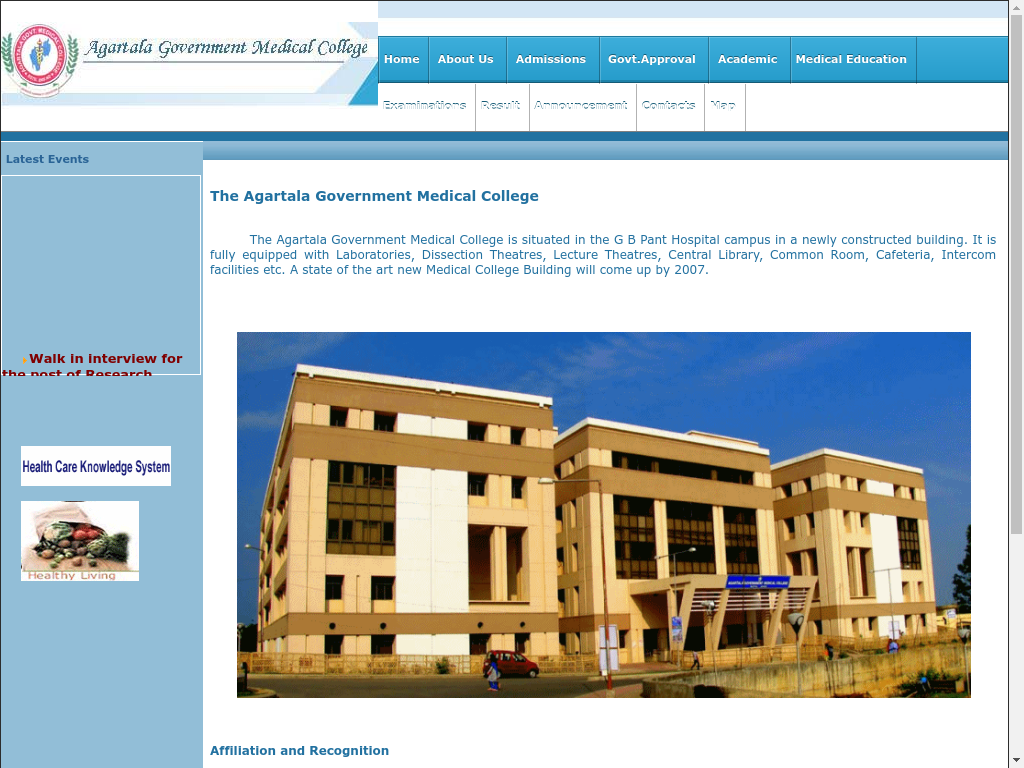 Agartala Government Medical College
Home
About Us
Admissions
Govt.Approval
Academic
Medical Education
Examinations
Result
Announcement
Contacts
Map
Latest Events
Walk in interview for
the post of Research
Health Care Knowledge System
Healthy Living
The Agartala Government Medical College
The Agartala Government Medical College is situated in the G B Pant Hospital campus in a newly constructed building. It is
fully equipped with Laboratories, Dissection Theatres, Lecture Theatres, Central Library, Common Room, Cafeteria, Intercom
facilities etc. A state of the art new Medical College Building will come up by 2007.
AGARTALA GOVERNMENT MEDICAL COLLEGE
Affiliation and Recognition